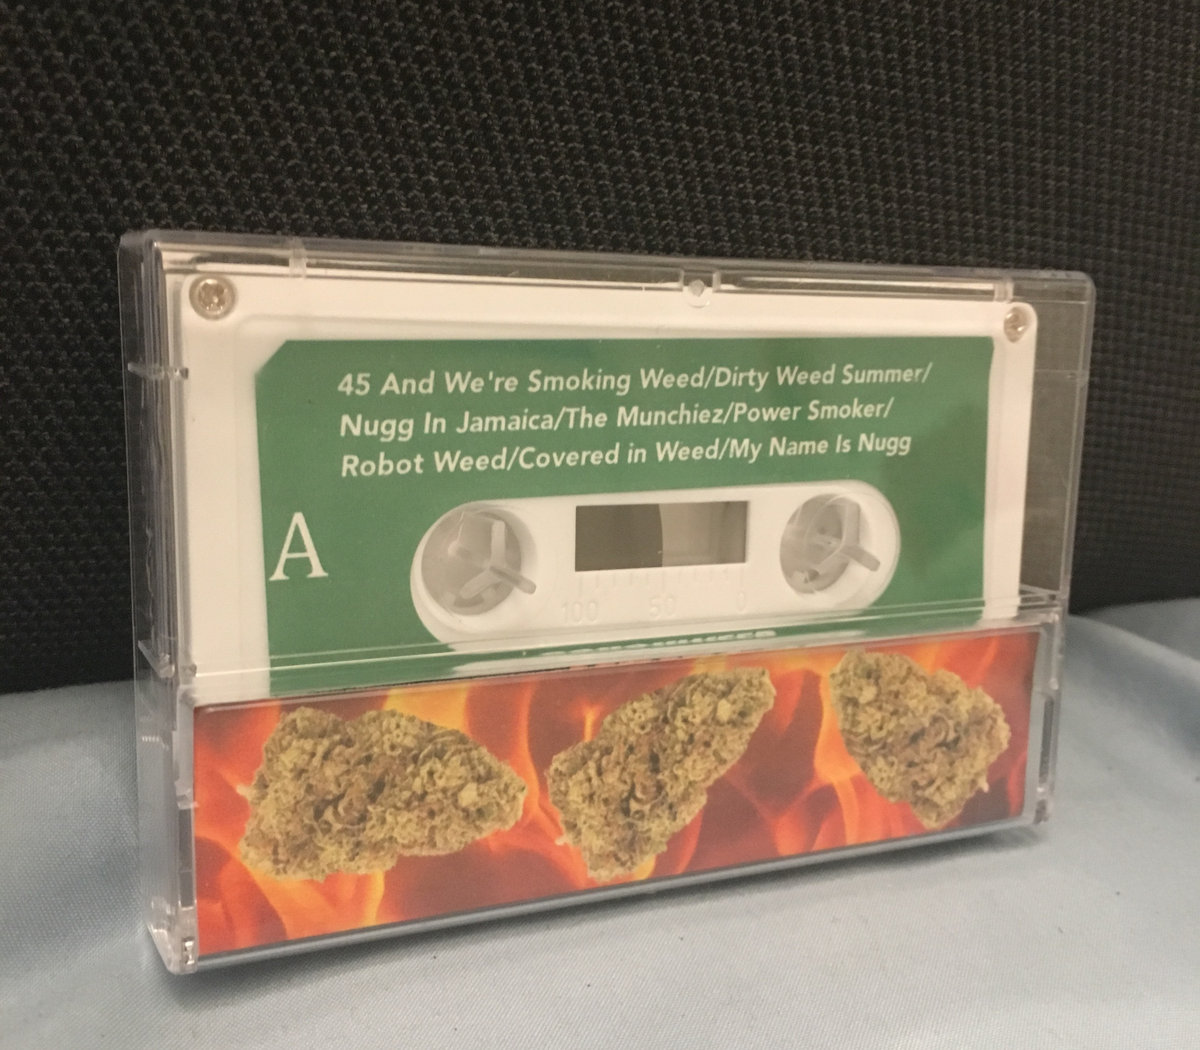 45 And We're Smoking Weed/Dirty Weed Summer/
Nugg In Jamaica/The Munchiez/Power Smoker/
Robot Weed/Covered in Weed/My Name Is Nugg
A
100 50 0